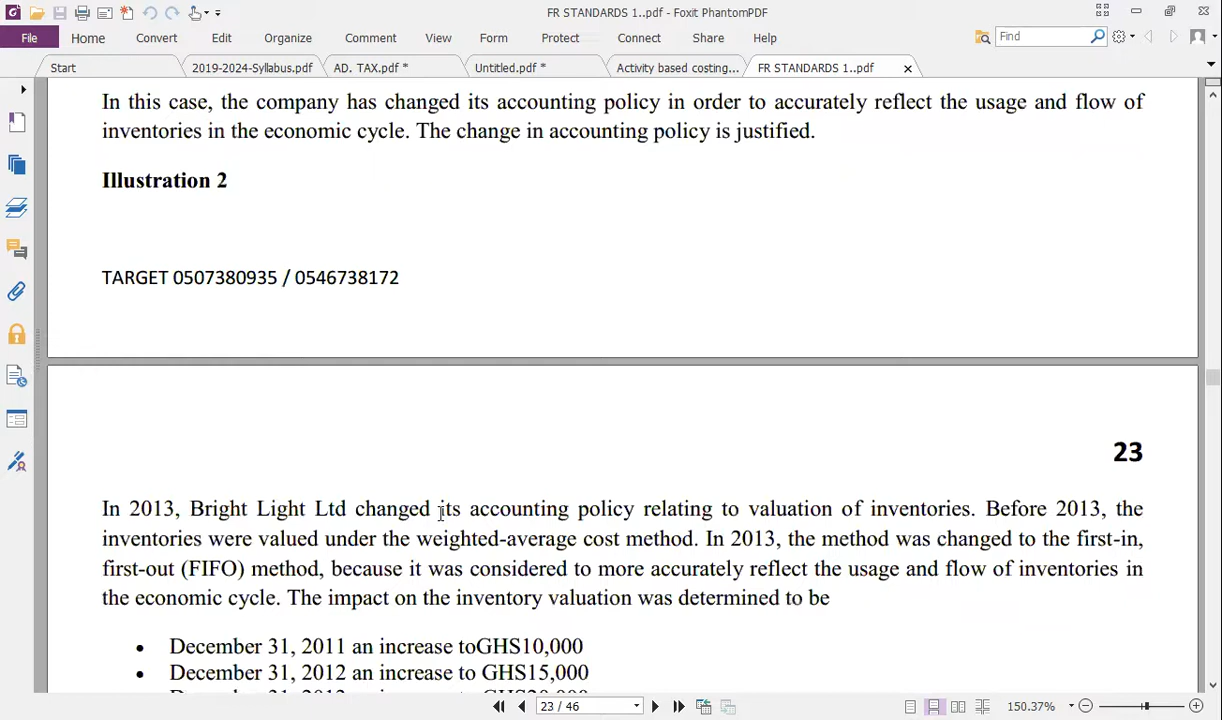 FR STANDARDS 1..pdf - Foxit PhantomPDF
File Home Convert Edit Organize Comment View Form Protect Connect Share Help Find
Start 2019-2024-Syllabus.pdf AD. TAX.pdf * Untitled.pdf * Activity based costing... FR STANDARDS 1..pdf
In this case, the company has changed its accounting policy in order to accurately reflect the usage and flow of
inventories in the economic cycle. The change in accounting policy is justified.
Illustration 2
TARGET 0507380935 / 0546738172
23
In 2013, Bright Light Ltd changed its accounting policy relating to valuation of inventories. Before 2013, the
inventories were valued under the weighted-average cost method. In 2013, the method was changed to the first-in,
first-out (FIFO) method, because it was considered to more accurately reflect the usage and flow of inventories in
the economic cycle. The impact on the inventory valuation was determined to be
• December 31, 2011 an increase toGHS10,000
• December 31, 2012 an increase to GHS15,000
23 / 46 150.37%